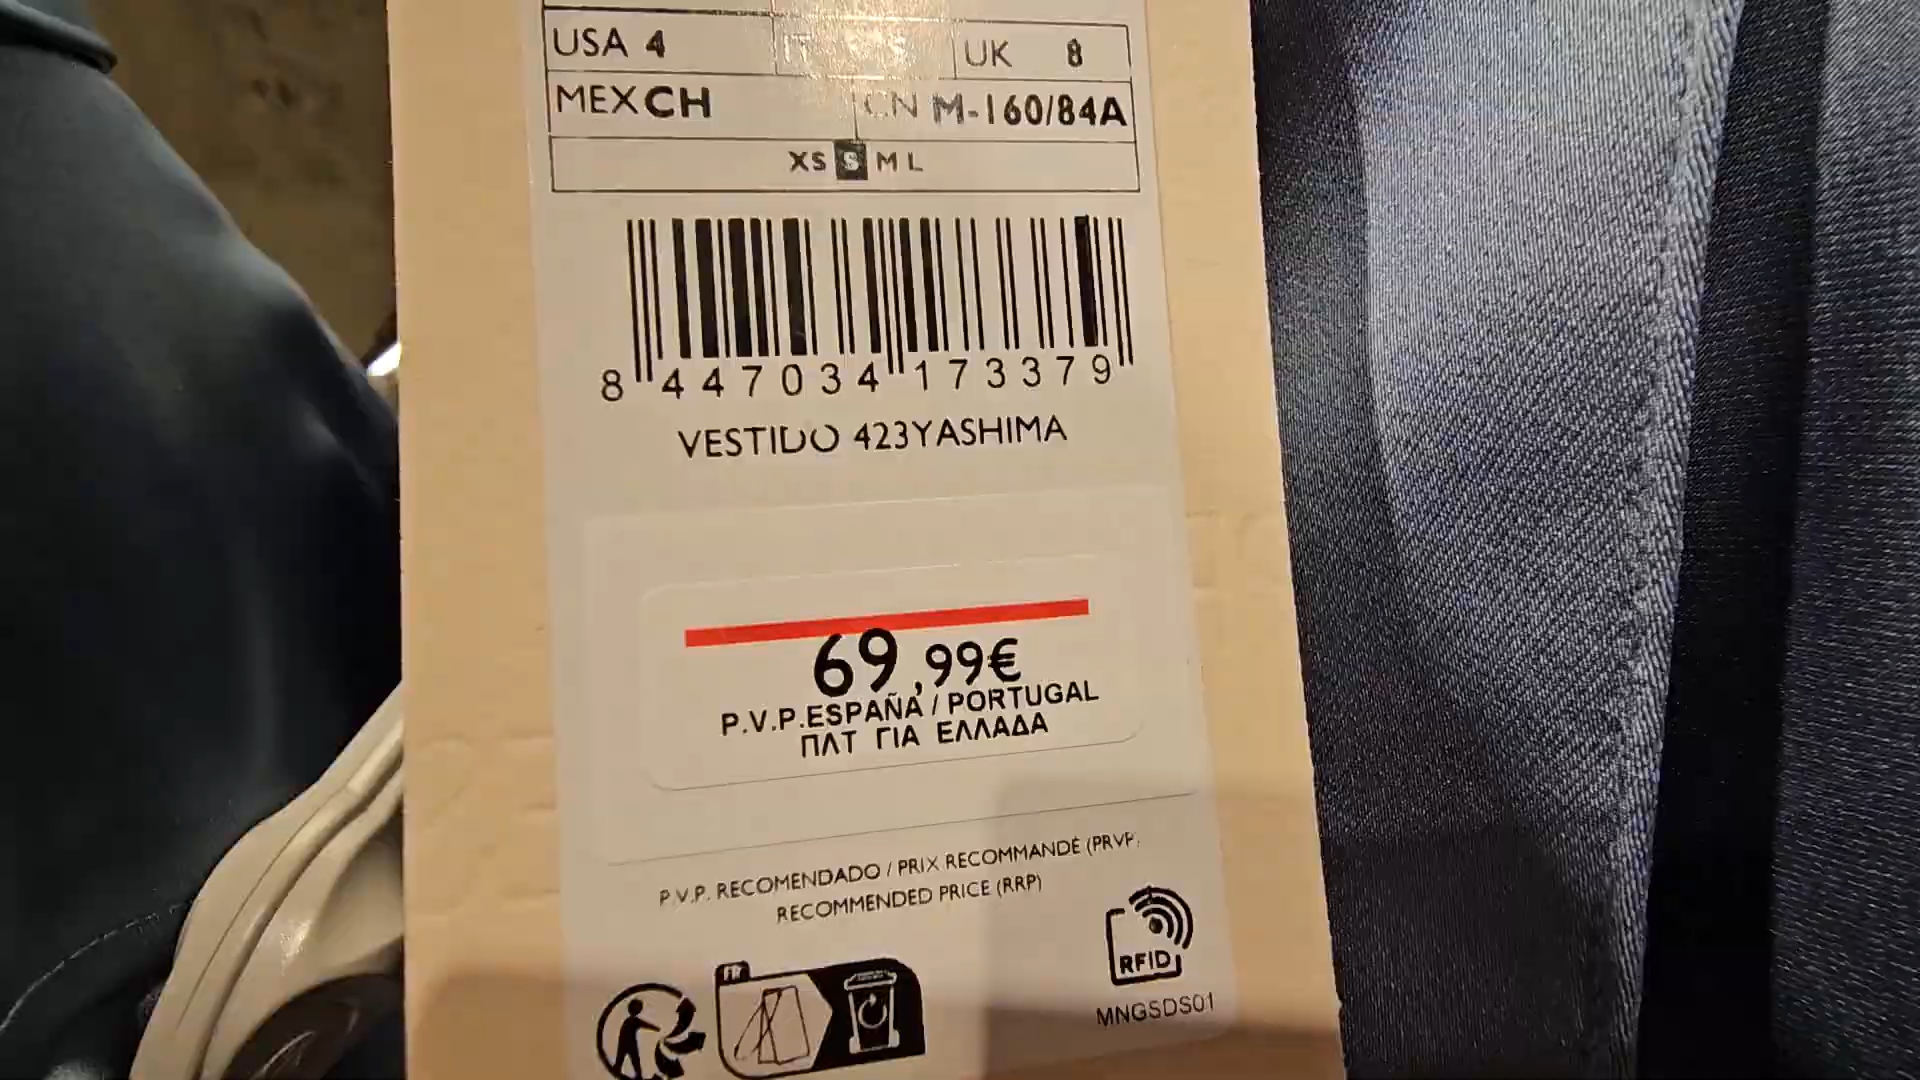 USA 4 IT S UK 8
MEX CH CN M-160/84A
XS S M L
8 447034 173379
VESTIDO 423YASHIMA
69,99€
P.V.P.ESPAÑA / PORTUGAL
ΠΛΤ ΓΙΑ ΕΛΛΑΔΑ
P.V.P. RECOMENDADO / PRIX RECOMMANDÉ (PRVP)
RECOMMENDED PRICE (RRP)
FR
RFID
MNGSDS01